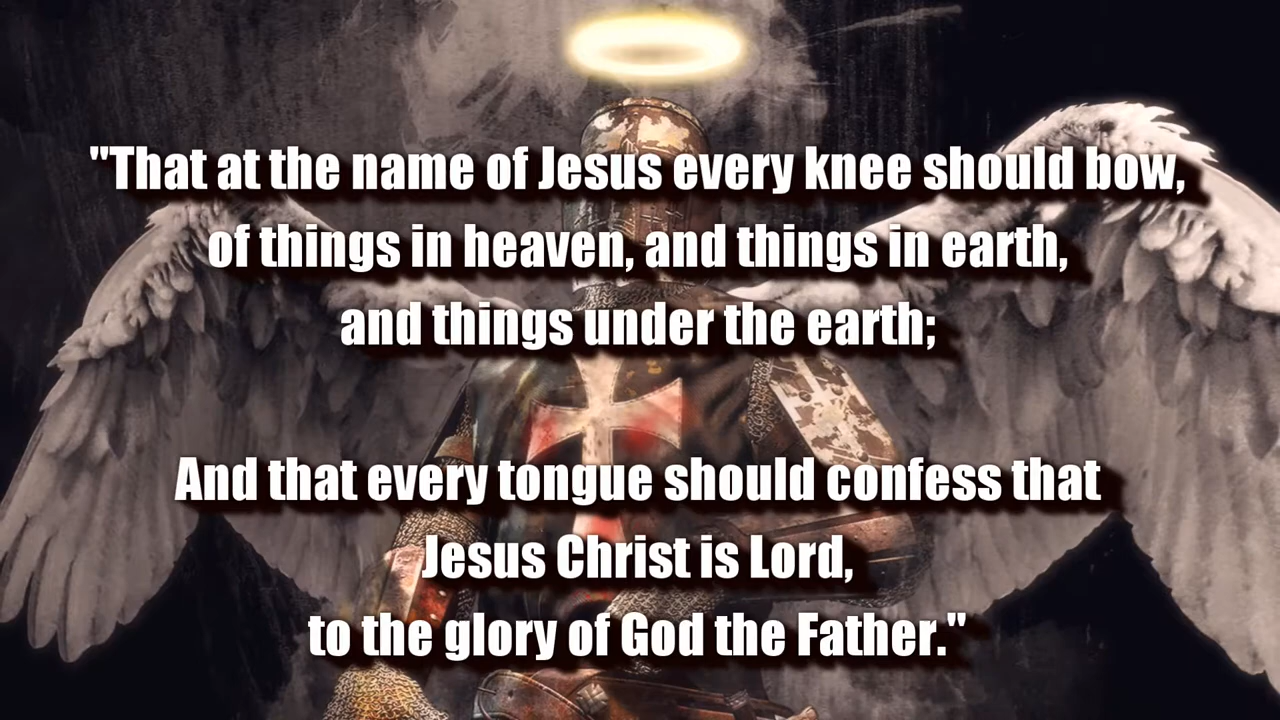 "That at the name of Jesus every knee should bow,
of things in heaven, and things in earth,
and things under the earth;
And that every tongue should confess that
Jesus Christ is Lord,
to the glory of God the Father."